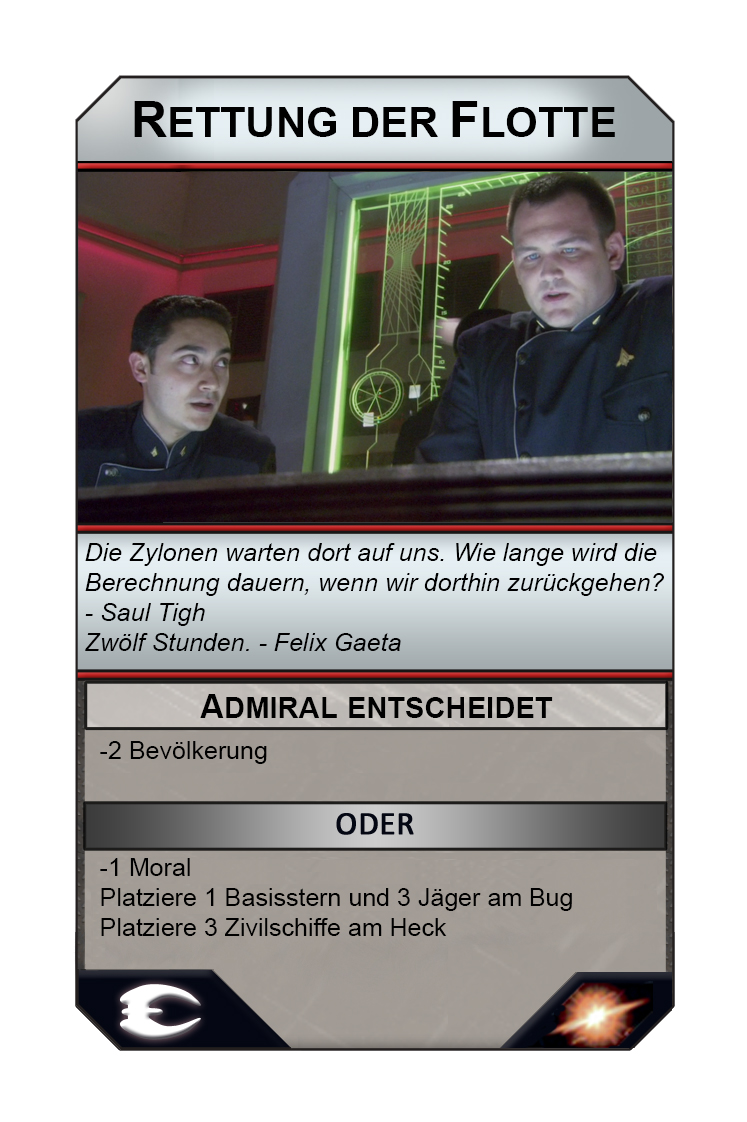 RETTUNG DER FLOTTE
Die Zylonen warten dort auf uns. Wie lange wird die
Berechnung dauern, wenn wir dorthin zurückgehen?
- Saul Tigh
Zwölf Stunden. - Felix Gaeta
ADMIRAL ENTSCHEIDET
-2 Bevölkerung
ODER
-1 Moral
Platziere 1 Basisstern und 3 Jäger am Bug
Platziere 3 Zivilschiffe am Heck